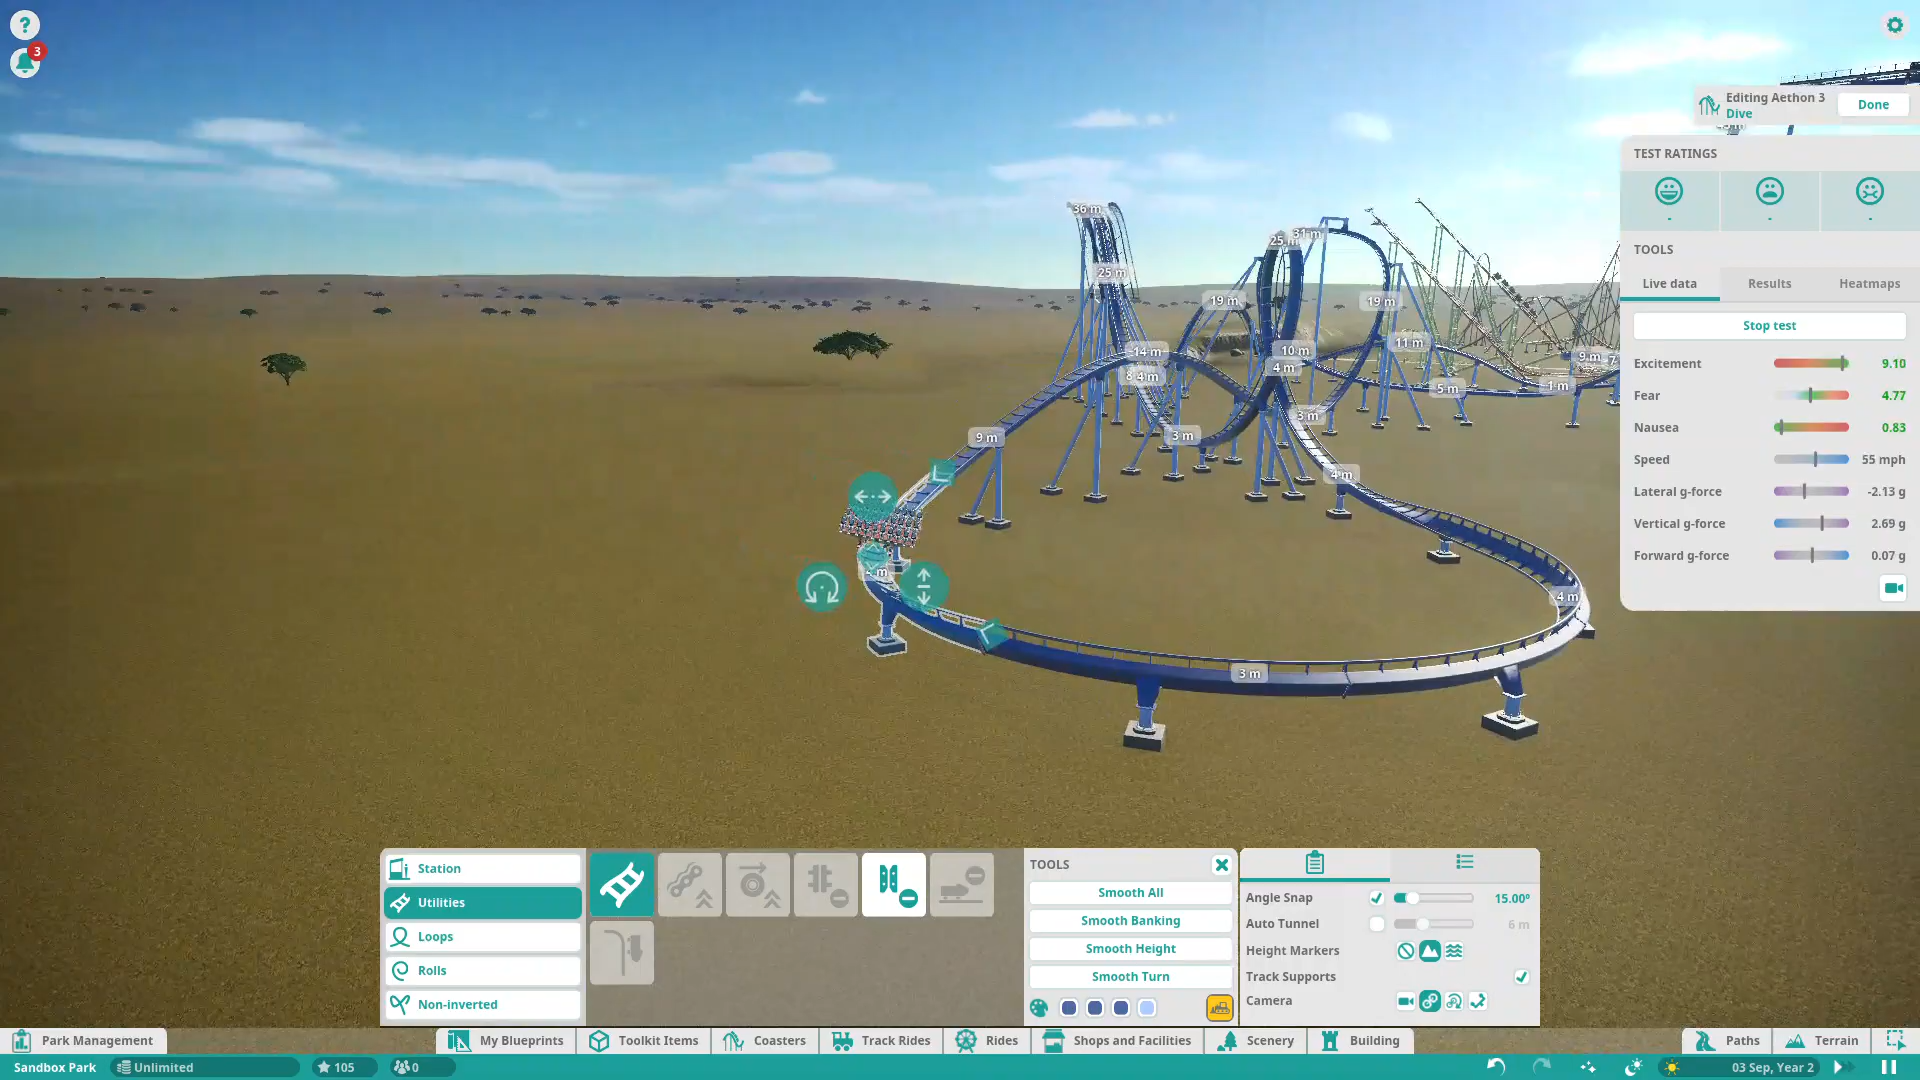 ?
3
Editing Aethon 3
Dive
Done
TEST RATINGS
- - -
TOOLS
Live data Results Heatmaps
Stop test
Excitement 9.10
Fear 4.77
Nausea 0.83
Speed 55 mph
Lateral g-force -2.13 g
Vertical g-force 2.69 g
Forward g-force 0.07 g
36 m
25 m
31 m
25 m
19 m
19 m
11 m
14 m
10 m
9 m
4 m
4 m
5 m
1 m
3 m
3 m
9 m
4 m
4 m
3 m
Station
Utilities
Loops
Rolls
Non-inverted
TOOLS
Smooth All
Smooth Banking
Smooth Height
Smooth Turn
Angle Snap 15.00°
Auto Tunnel 6 m
Height Markers
Track Supports
Camera
Park Management
My Blueprints
Toolkit Items
Coasters
Track Rides
Rides
Shops and Facilities
Scenery
Building
Paths
Terrain
Sandbox Park
Unlimited
105
0
03 Sep, Year 2